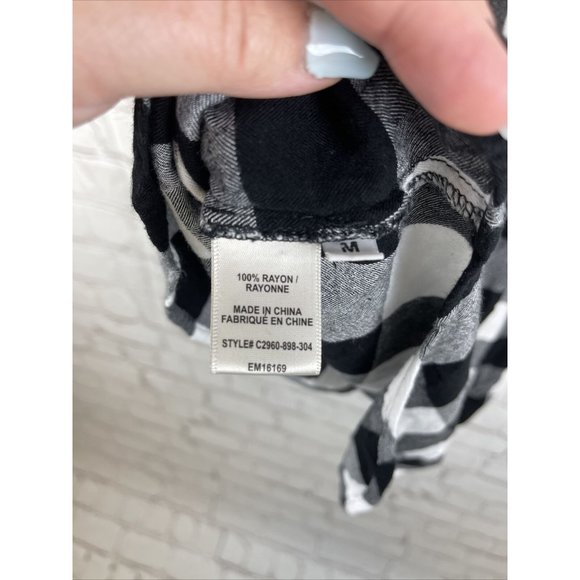 M
100% RAYON /
RAYONNE
MADE IN CHINA
FABRIQUÉ EN CHINE
STYLE# C2960-898-304
EM16169